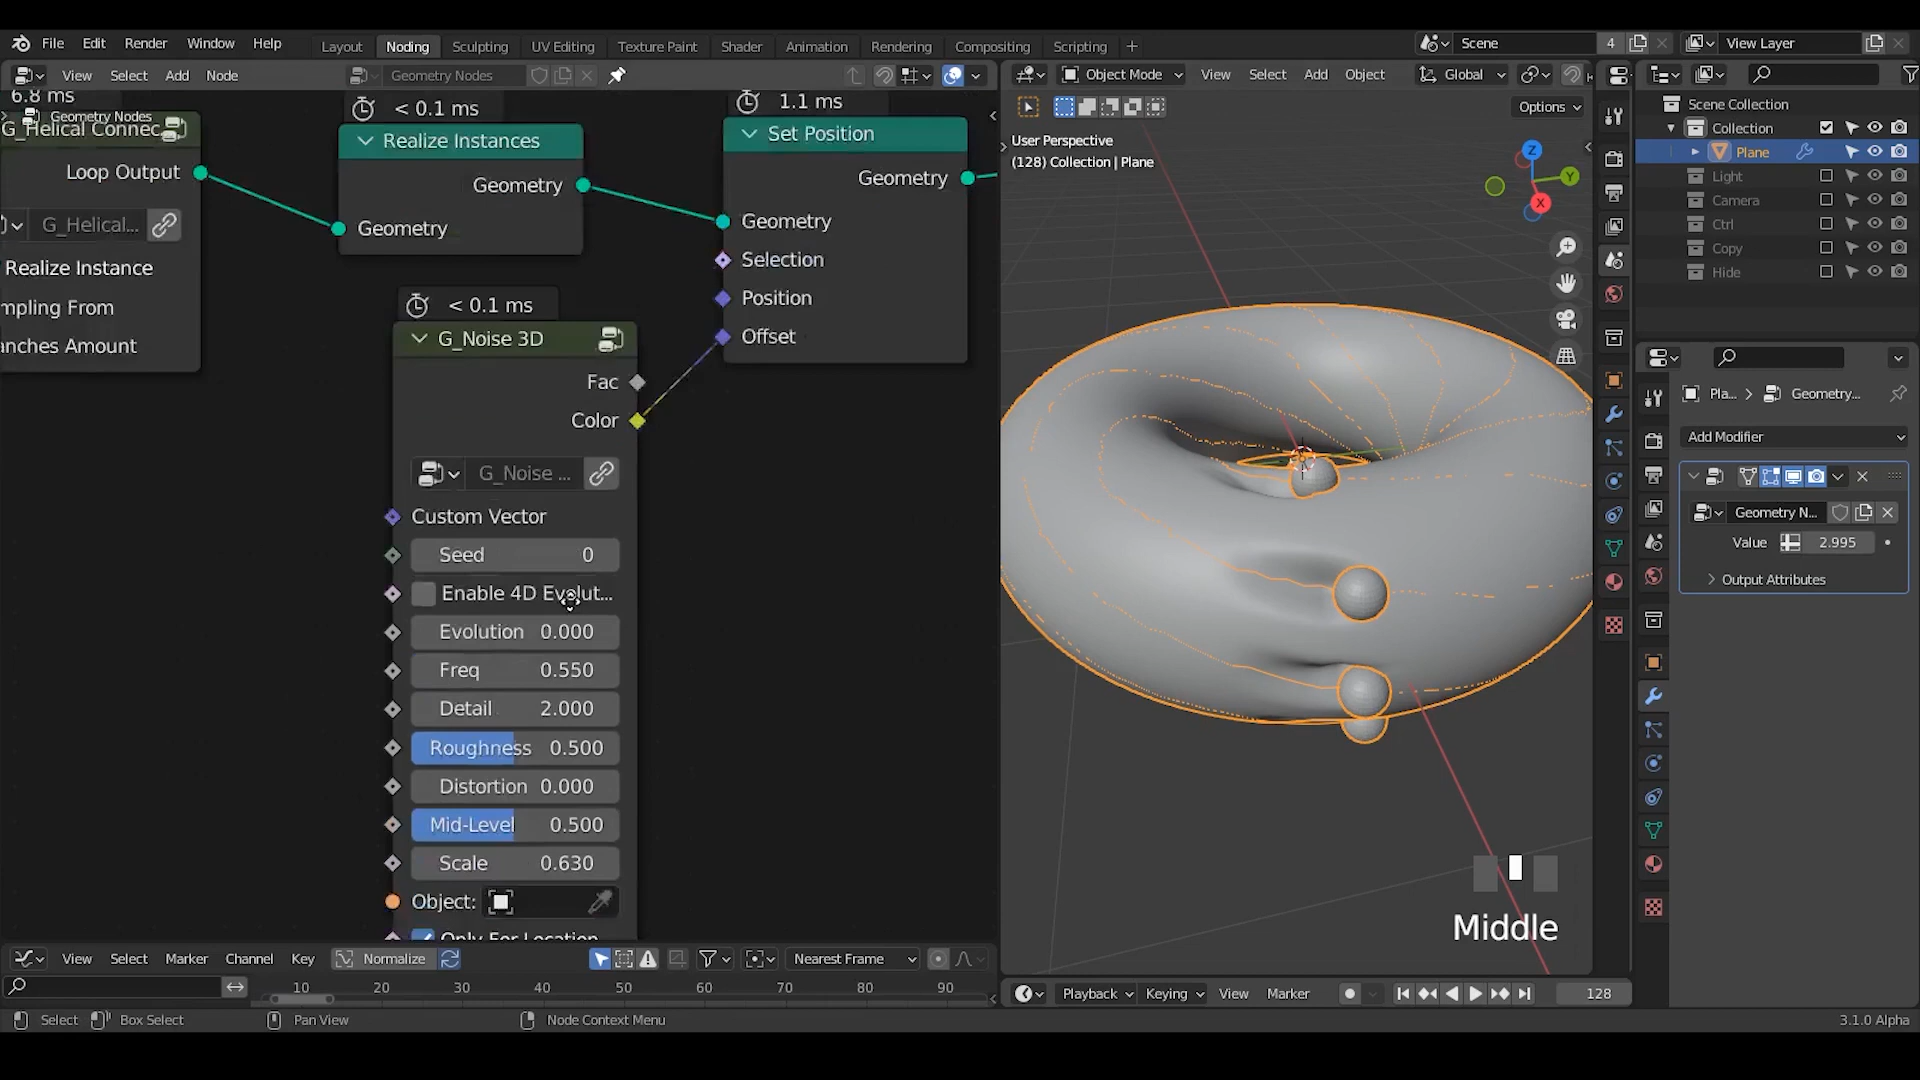 File Edit Render Window Help
Layout Noding Sculpting UV Editing Texture Paint Shader Animation Rendering Compositing Scripting +
Scene 4 View Layer
View Select Add Node Geometry Nodes
Object Mode View Select Add Object Global
Options
6.8 ms
Geometry Nodes
G_Helical Connec
Loop Output
G_Helical...
Realize Instance
mpling From
anches Amount
< 0.1 ms
Realize Instances
Geometry
Geometry
1.1 ms
Set Position
Geometry
Geometry
Selection
Position
Offset
< 0.1 ms
G_Noise 3D
Fac
Color
G_Noise ...
Custom Vector
Seed 0
Enable 4D Evolut...
Evolution 0.000
Freq 0.550
Detail 2.000
Roughness 0.500
Distortion 0.000
Mid-Level 0.500
Scale 0.630
Object:
Only For Location
User Perspective
(128) Collection | Plane
Z
Y
X
Middle
Scene Collection
Collection
Plane
Light
Camera
Ctrl
Copy
Hide
Pla... > Geometry...
Add Modifier
Geometry N...
Value 2.995
Output Attributes
View Select Marker Channel Key Normalize Nearest Frame
10 20 30 40 50 60 70 80 90
Playback Keying View Marker 128
Select Box Select Pan View Node Context Menu 3.1.0 Alpha